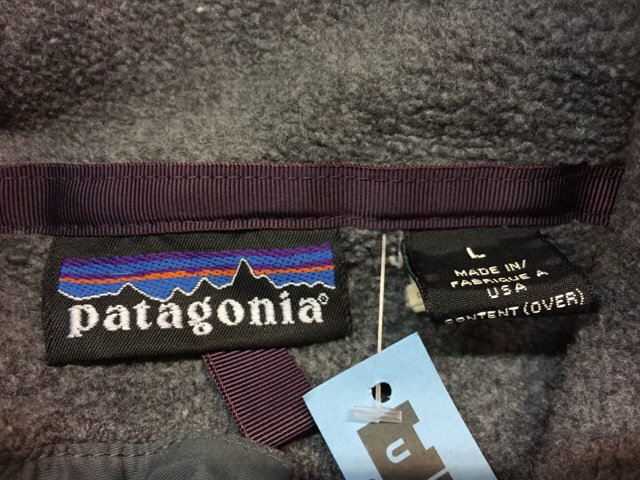 patagonia®
L
MADE IN/
FABRIQUE A
USA
CONTENT (OVER)
U